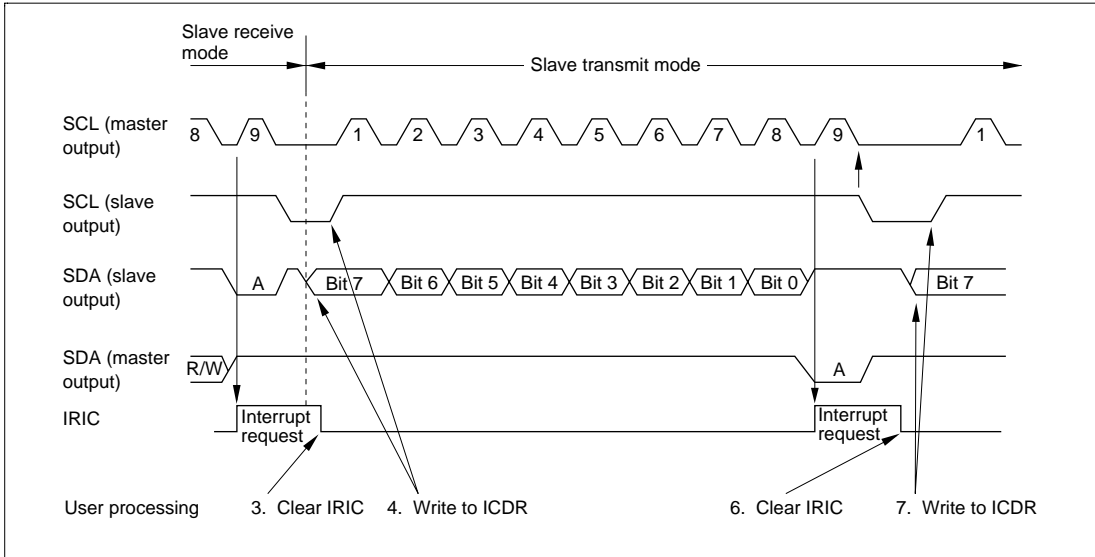 Slave receive
mode
Slave transmit mode
SCL (master
output)
8 9 1 2 3 4 5 6 7 8 9 1
SCL (slave
output)
SDA (slave
output)
A Bit 7 Bit 6 Bit 5 Bit 4 Bit 3 Bit 2 Bit 1 Bit 0 Bit 7
SDA (master
output)
R/W A
IRIC
Interrupt
request
Interrupt
request
User processing 3. Clear IRIC 4. Write to ICDR 6. Clear IRIC 7. Write to ICDR